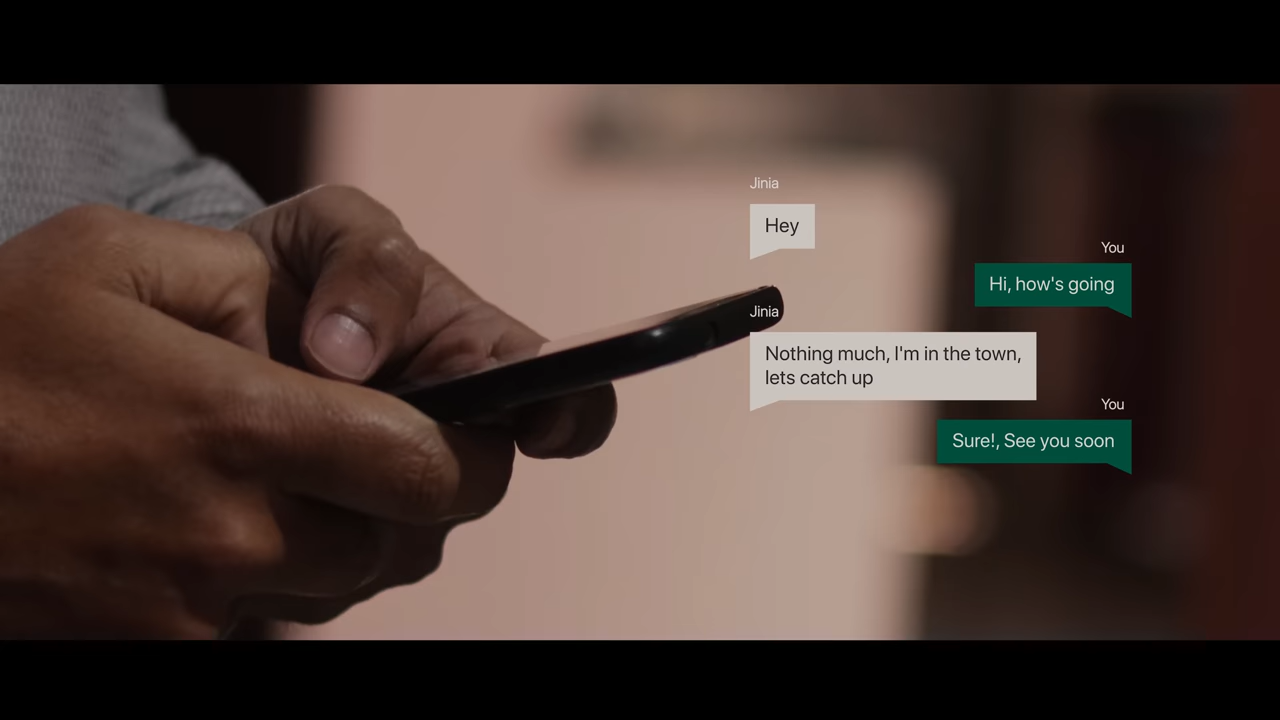 Jinia
Hey
You
Hi, how's going
Jinia
Nothing much, I'm in the town,
lets catch up
You
Sure!, See you soon